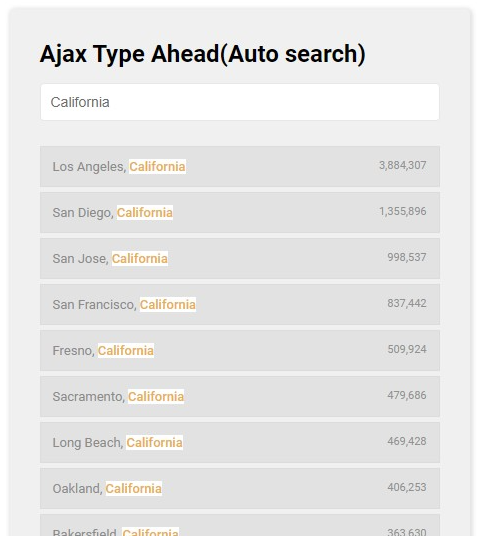 Ajax Type Ahead(Auto search)
California
Los Angeles, California 3,884,307
San Diego, California 1,355,896
San Jose, California 998,537
San Francisco, California 837,442
Fresno, California 509,924
Sacramento, California 479,686
Long Beach, California 469,428
Oakland, California 406,253
Bakersfield, California 363,630